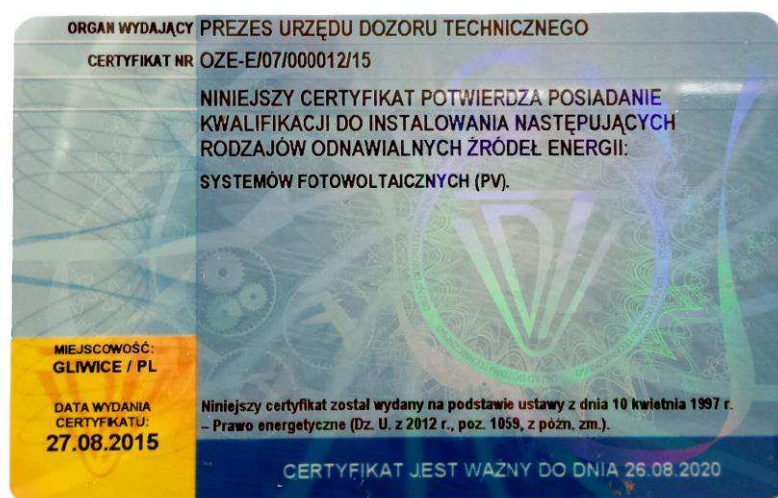 ORGAN WYDAJĄCY PREZES URZĘDU DOZORU TECHNICZNEGO
CERTYFIKAT NR OZE-E/07/000012/15
NINIEJSZY CERTYFIKAT POTWIERDZA POSIADANIE
KWALIFIKACJI DO INSTALOWANIA NASTĘPUJĄCYCH
RODZAJÓW ODNAWIALNYCH ŹRÓDEŁ ENERGII:
SYSTEMÓW FOTOWOLTAICZNYCH (PV).
MIEJSCOWOŚĆ:
GLIWICE / PL
DATA WYDANIA
CERTYFIKATU:
27.08.2015
Niniejszy certyfikat został wydany na podstawie ustawy z dnia 10 kwietnia 1997 r.
– Prawo energetyczne (Dz. U. z 2012 r., poz. 1059, z późn. zm.).
CERTYFIKAT JEST WAŻNY DO DNIA 26.08.2020